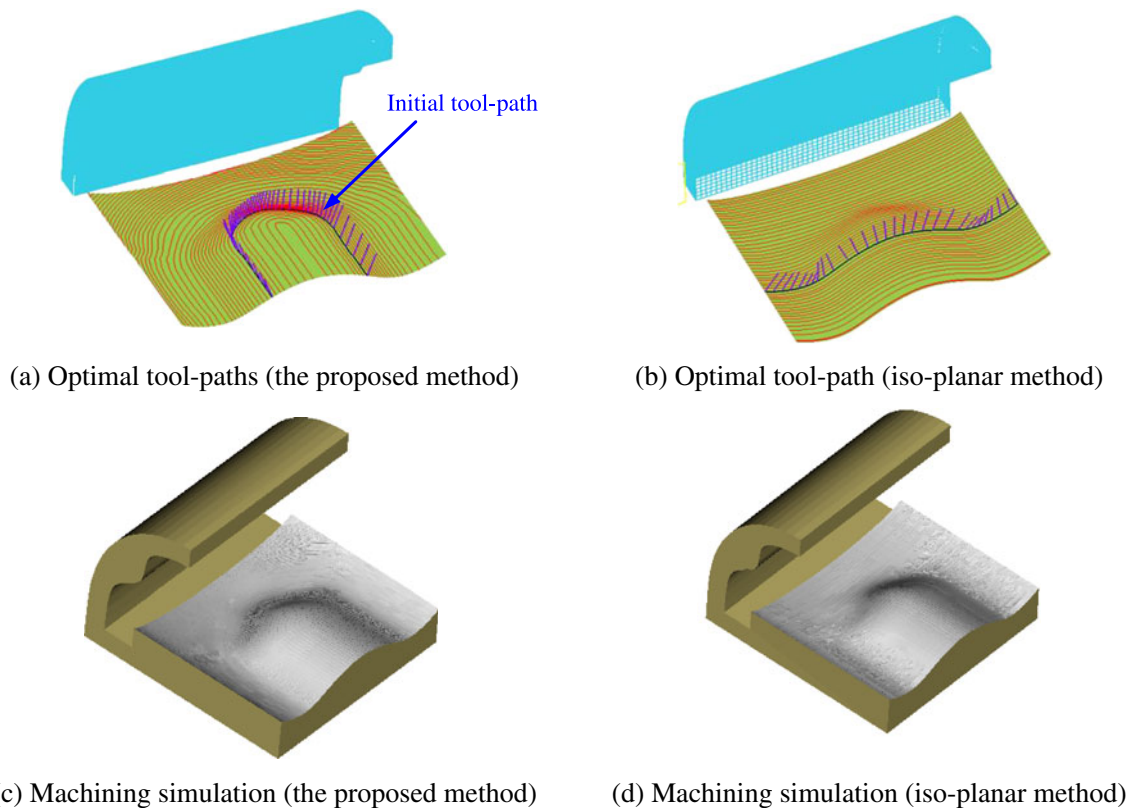 Initial tool-path
(a) Optimal tool-paths (the proposed method)
(b) Optimal tool-path (iso-planar method)
c) Machining simulation (the proposed method)
(d) Machining simulation (iso-planar method)